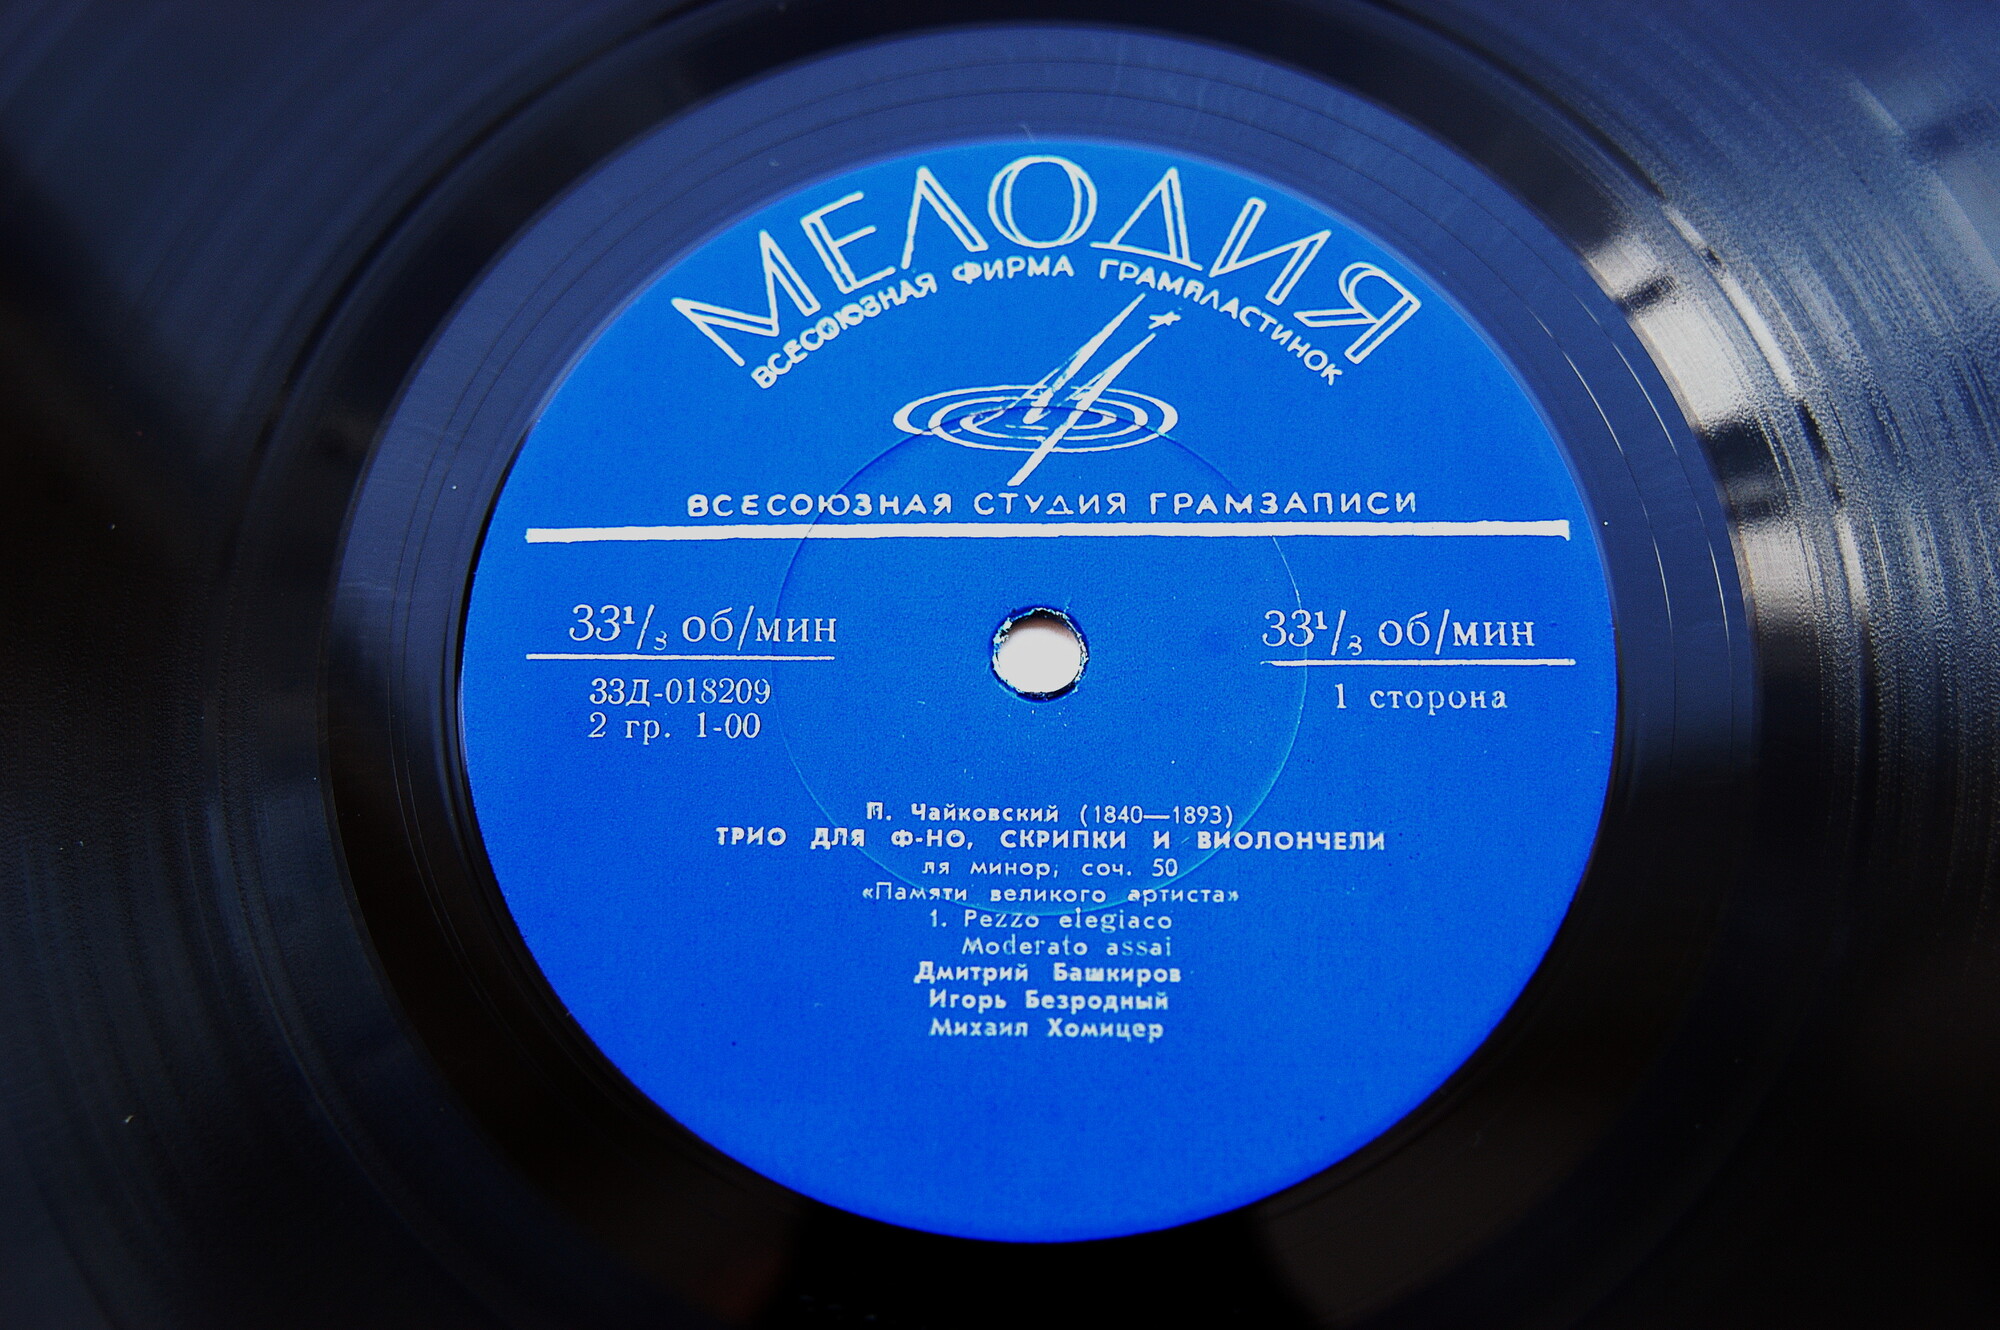 МЕЛОДИЯ
ВСЕСОЮЗНАЯ ФИРМА ГРАМПЛАСТИНОК
ВСЕСОЮЗНАЯ СТУДИЯ ГРАМЗАПИСИ
33¹/₃ об/мин
33¹/₃ об/мин
33Д-018209
2 гр. 1-00
1 сторона
П. Чайковский (1840—1893)
ТРИО ДЛЯ Ф-НО, СКРИПКИ И ВИОЛОНЧЕЛИ
ля минор, соч. 50
«Памяти великого артиста»
1. Pezzo elegiaco
Moderato assai
Дмитрий Башкиров
Игорь Безродный
Михаил Хомицер